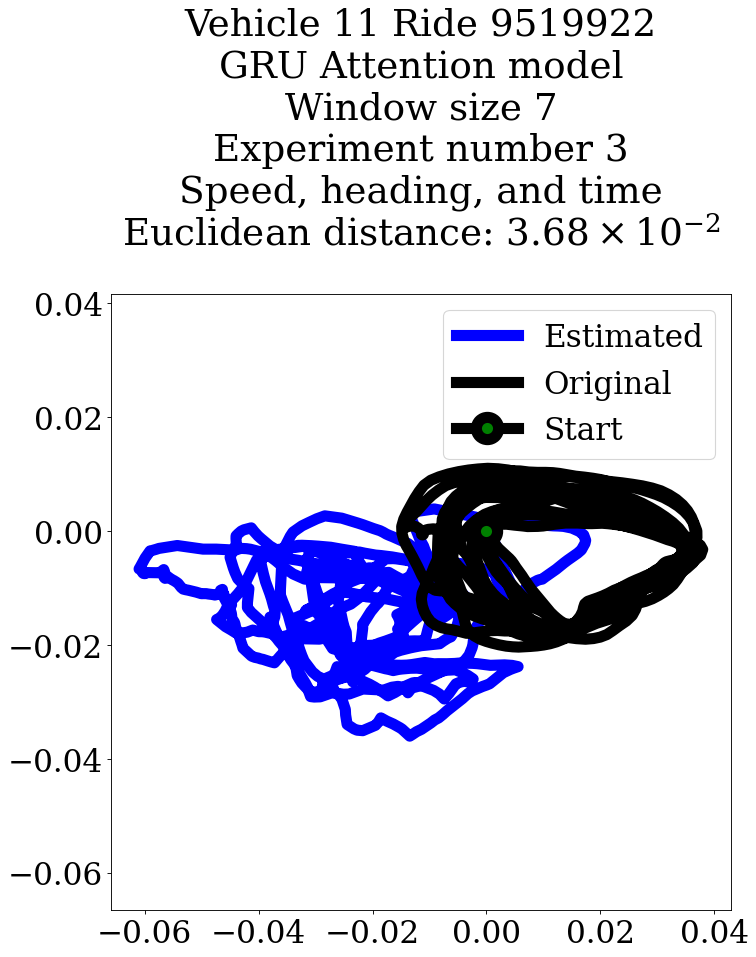 Vehicle 11 Ride 9519922
GRU Attention model
Window size 7
Experiment number 3
Speed, heading, and time
Euclidean distance: 3.68 × 10⁻²
Estimated
Original
Start
0.04
0.02
0.00
−0.02
−0.04
−0.06
−0.06 −0.04 −0.02 0.00 0.02 0.04